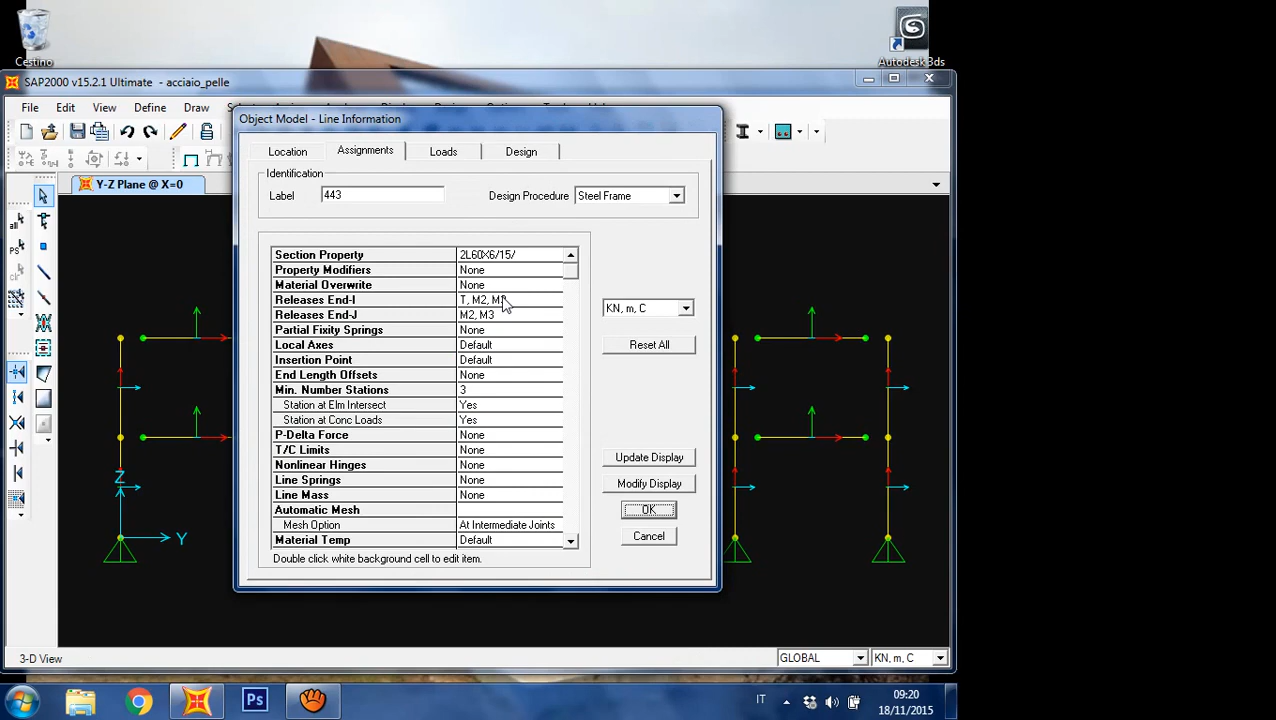 Cestino
Autodesk3ds
SAP2000 v15.2.1 Ultimate - acciaio_pelle
File Edit View Define Draw
Object Model - Line Information
Location Assignments Loads Design
Y-Z Plane @ X=0
Identification
Label 443 Design Procedure Steel Frame
all
PS
clr
Section Property 2L60X6/15/
Property Modifiers None
Material Overwrite None
Releases End-I T, M2, M3
Releases End-J M2, M3
Partial Fixity Springs None
Local Axes Default
Insertion Point Default
End Length Offsets None
Min. Number Stations 3
Station at Elm Intersect Yes
Station at Conc Loads Yes
P-Delta Force None
T/C Limits None
Nonlinear Hinges None
Line Springs None
Line Mass None
Automatic Mesh
Mesh Option At Intermediate Joints
Material Temp Default
Double click white background cell to edit item.
KN, m, C
Reset All
Update Display
Modify Display
OK
Cancel
Z
Y
3-D View GLOBAL KN, m, C
Ps
IT
09:20
18/11/2015